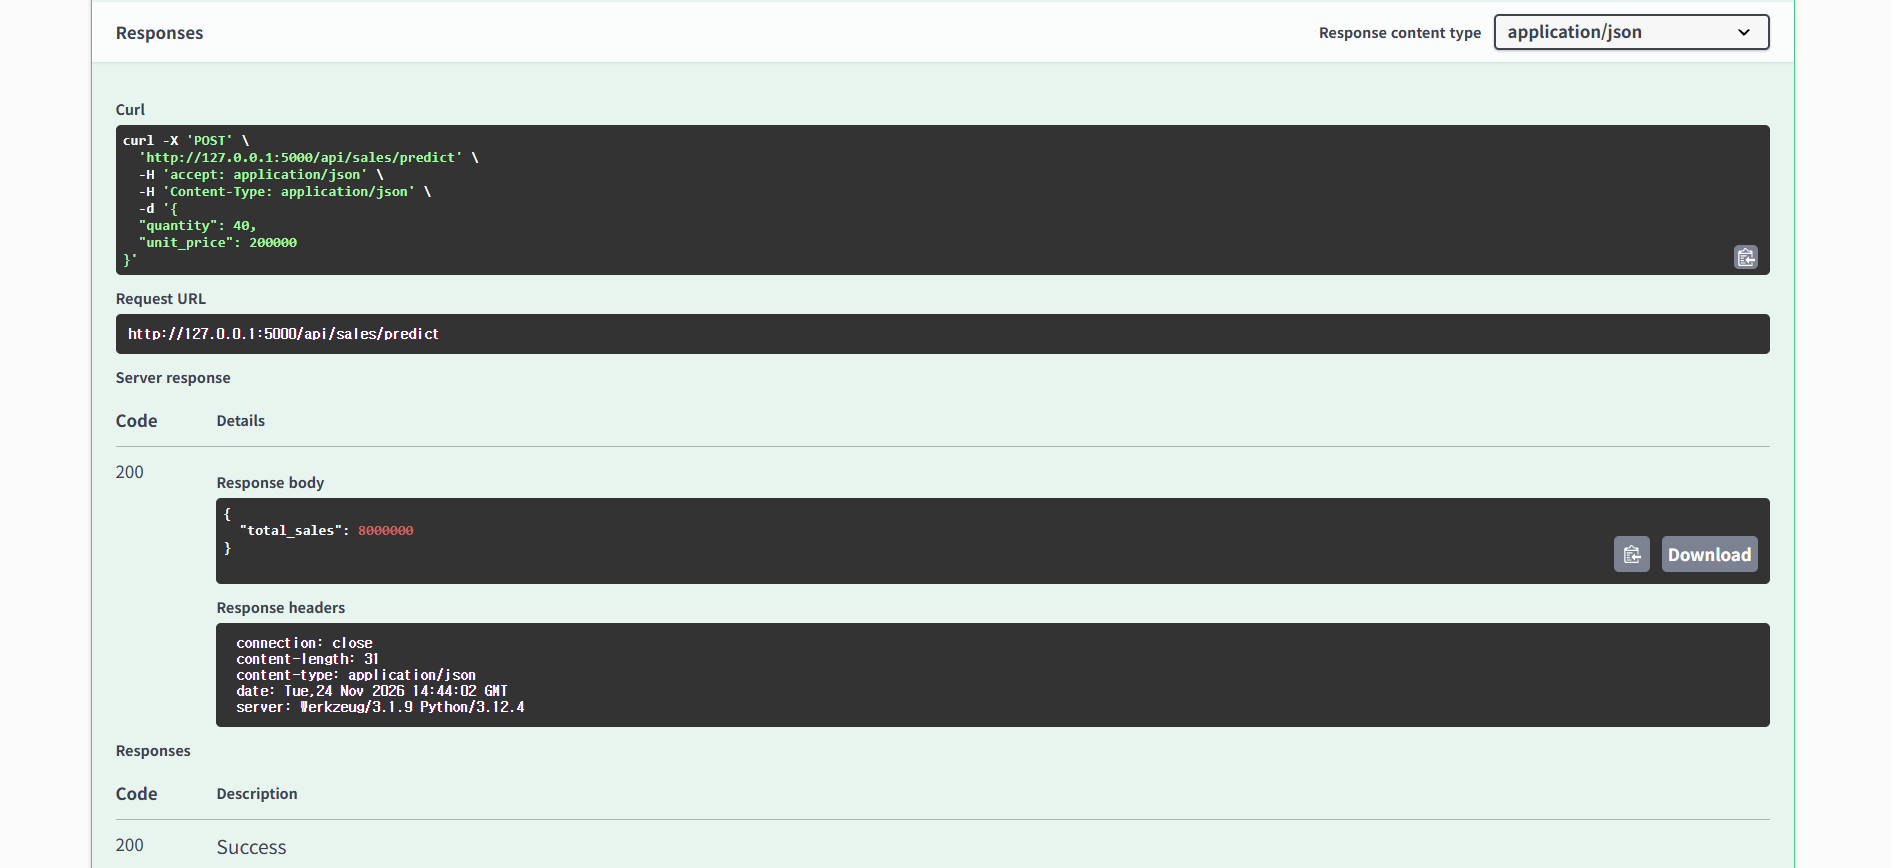 Responses
Response content type
application/json
Curl
curl -X 'POST' \
'http://127.0.0.1:5000/api/sales/predict' \
-H 'accept: application/json' \
-H 'Content-Type: application/json' \
-d '{
"quantity": 40,
"unit_price": 200000
}'
Request URL
http://127.0.0.1:5000/api/sales/predict
Server response
Code Details
200
Response body
{
"total_sales": 8000000
}
Download
Response headers
connection: close
content-length: 31
content-type: application/json
date: Tue,24 Nov 2026 14:44:02 GMT
server: Werkzeug/3.1.9 Python/3.12.4
Responses
Code Description
200 Success